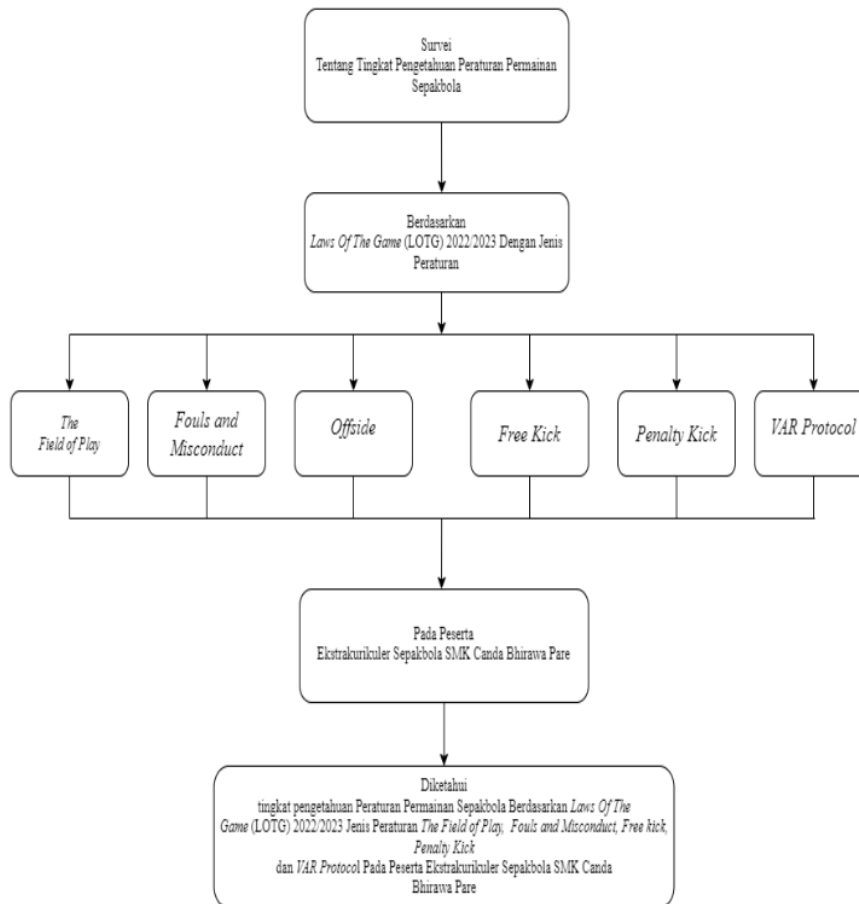 Survei
Tentang Tingkat Pengetahuan Peraturan Permainan
Sepakbola
Berdasarkan
Laws Of The Game (LOTG) 2022/2023 Dengan Jenis
Peraturan
The
Field of Play
Fouls and
Misconduct
Offside
Free Kick
Penalty Kick
VAR Protocol
Pada Peserta
Ekstrakurikuler Sepakbola SMK Canda Bhirawa Pare
Diketahui
tingkat pengetahuan Peraturan Permainan Sepakbola Berdasarkan Laws Of The
Game (LOTG) 2022/2023 Jenis Peraturan The Field of Play, Fouls and Misconduct, Free kick,
Penalty Kick
dan VAR Protocol Pada Peserta Ekstrakurikuler Sepakbola SMK Canda
Bhirawa Pare